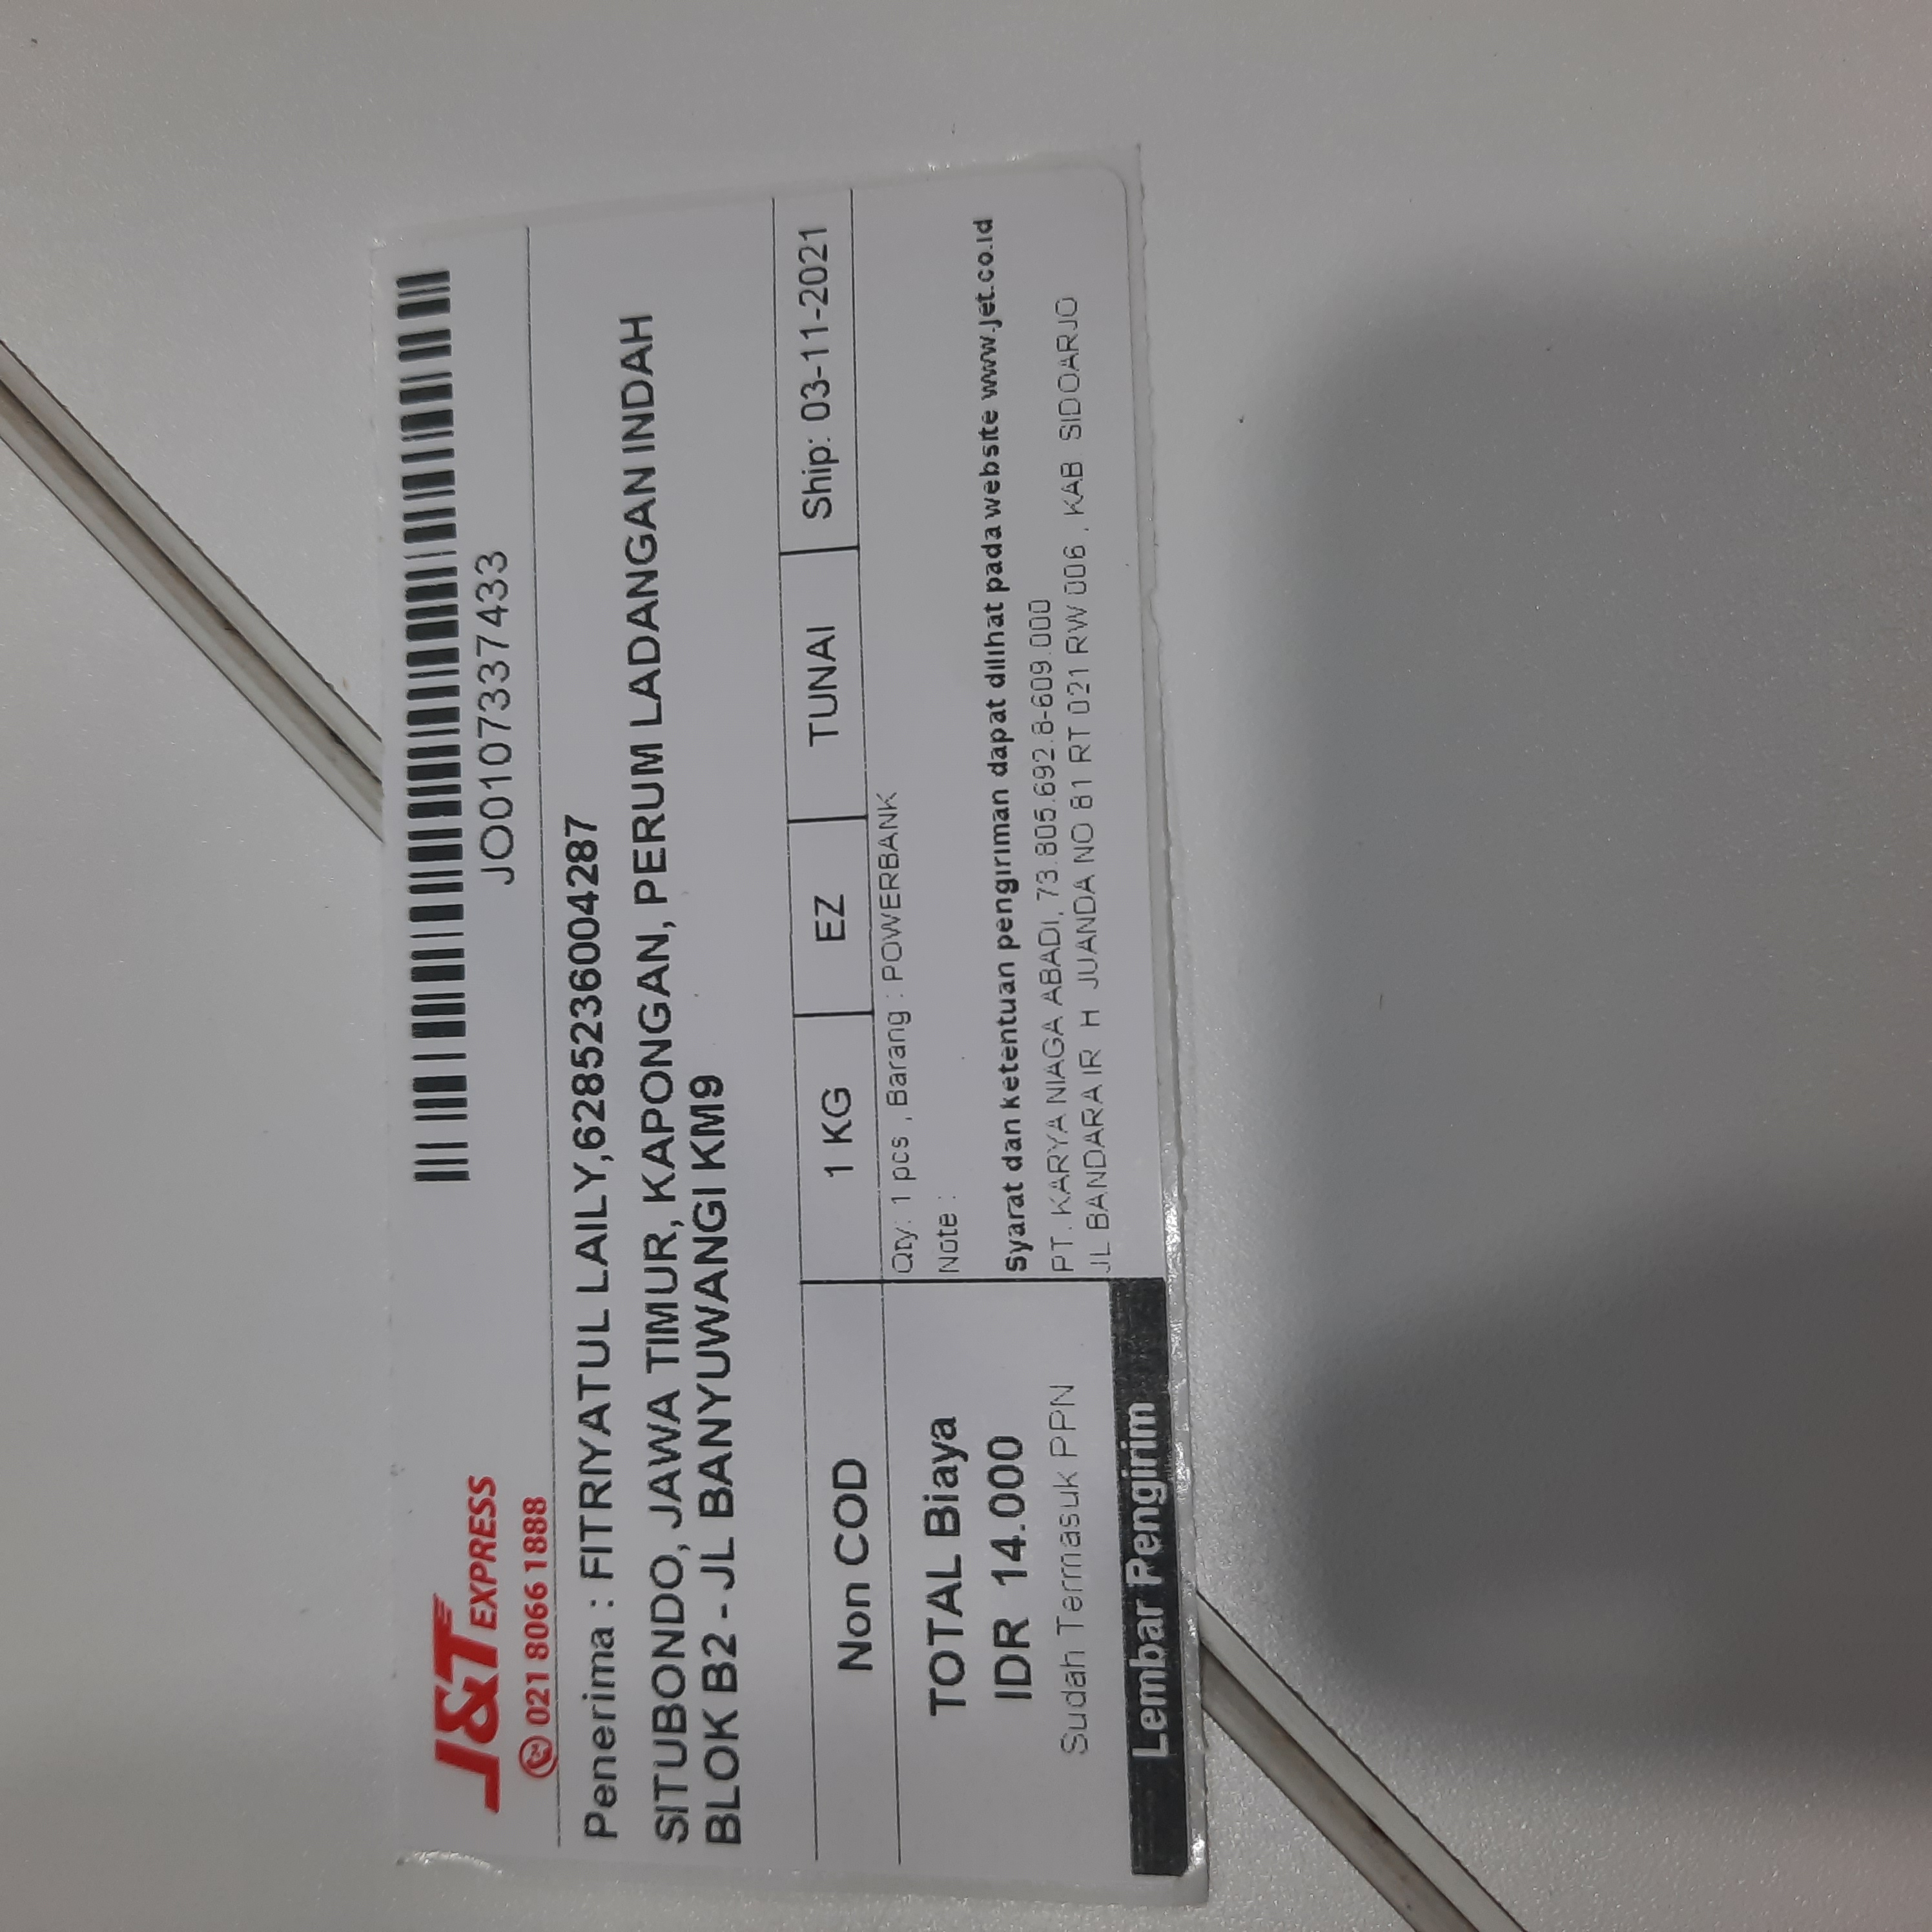 J&T EXPRESS
021 8066 1888
JO0107337433
Penerima : FITRIYATUL LAILY,6285236004287
SITUBONDO, JAWA TIMUR, KAPONGAN, PERUM LADANGAN INDAH
BLOK B2 - JL BANYUWANGI KM9
Non COD
1 KG
EZ
TUNAI
Ship: 03-11-2021
TOTAL Biaya
IDR 14.000
Sudah Termasuk PPN
Lembar Pengirim
Qty: 1 pcs , Barang : POWERBANK
Note :
Syarat dan ketentuan pengiriman dapat dilihat pada website www.jet.co.id
PT. KARYA NIAGA ABADI, 73.805.692.8-609.000
JL BANDARA IR H JUANDA NO 81 RT 021 RW 006 , KAB SIDOARJO